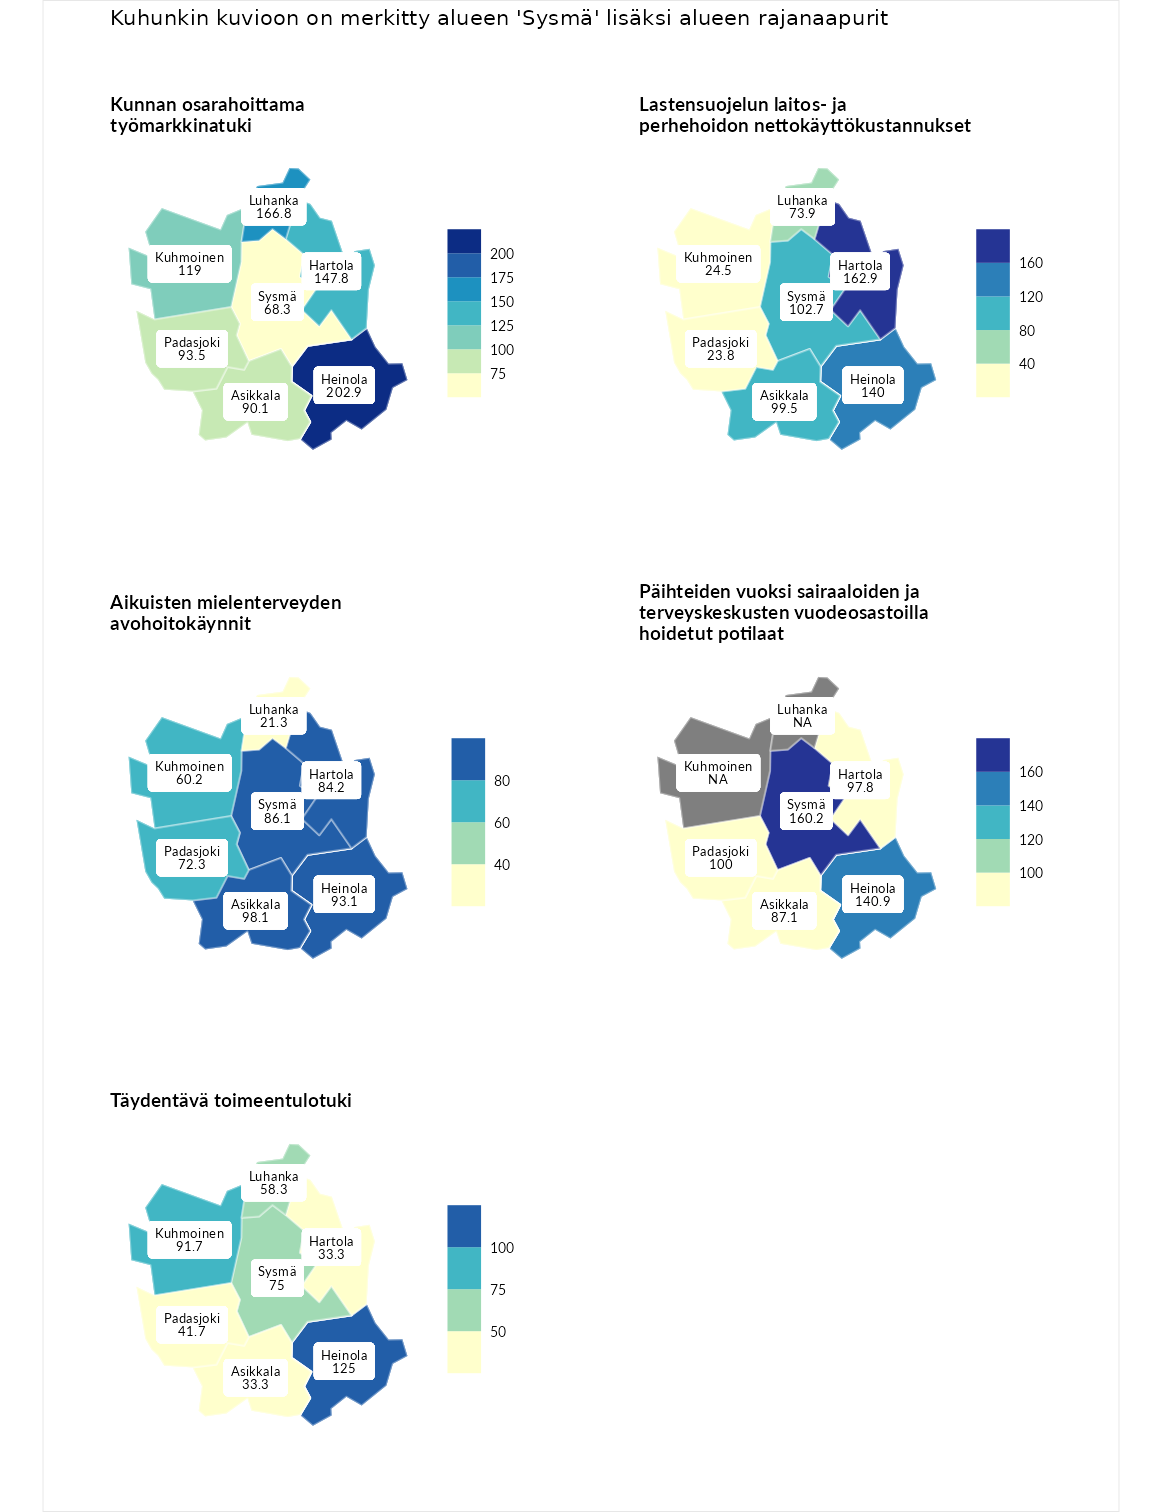 Kuhunkin kuvioon on merkitty alueen 'Sysmä' lisäksi alueen rajanaapurit
Kunnan osarahoittama
työmarkkinatuki
Luhanka
166.8
Kuhmoinen
119
Hartola
147.8
Sysmä
68.3
Padasjoki
93.5
Heinola
202.9
Asikkala
90.1
200
175
150
125
100
75
Lastensuojelun laitos- ja
perhehoidon nettokäyttökustannukset
Luhanka
73.9
Kuhmoinen
24.5
Hartola
162.9
Sysmä
102.7
Padasjoki
23.8
Heinola
140
Asikkala
99.5
160
120
80
40
Aikuisten mielenterveyden
avohoitokäynnit
Luhanka
21.3
Kuhmoinen
60.2
Hartola
84.2
Sysmä
86.1
Padasjoki
72.3
Heinola
93.1
Asikkala
98.1
80
60
40
Päihteiden vuoksi sairaaloiden ja
terveyskeskusten vuodeosastoilla
hoidetut potilaat
Luhanka
NA
Kuhmoinen
NA
Hartola
97.8
Sysmä
160.2
Padasjoki
100
Heinola
140.9
Asikkala
87.1
160
140
120
100
Täydentävä toimeentulotuki
Luhanka
58.3
Kuhmoinen
91.7
Hartola
33.3
Sysmä
75
Padasjoki
41.7
Heinola
125
Asikkala
33.3
100
75
50